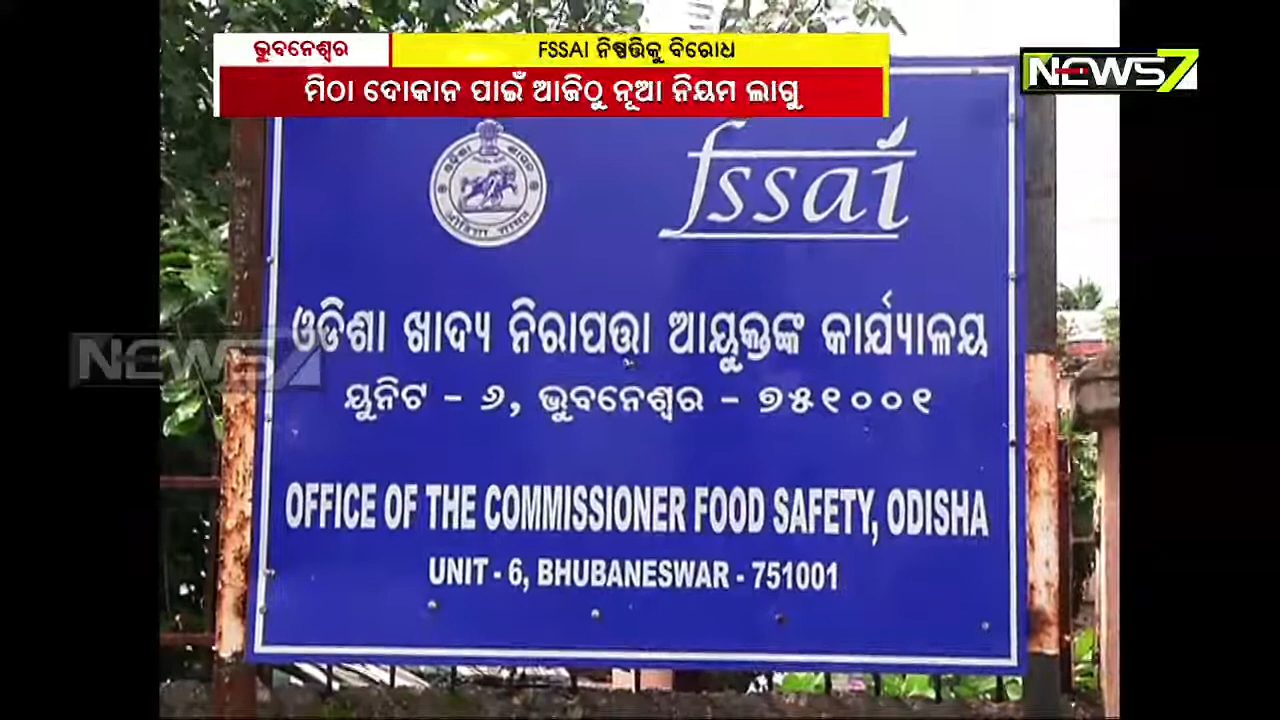 ଭୁବନେଶ୍ୱର
FSSAI ନିଷ୍ପତ୍ତିକୁ ବିରୋଧ
ମିଠା ଦୋକାନ ପାଇଁ ଆଜିଠୁ ନୂଆ ନିୟମ ଲାଗୁ
NEWS7
fssai
ଓଡିଶା ଖାଦ୍ୟ ନିରାପତ୍ତା ଆୟୁକ୍ତଙ୍କ କାର୍ଯ୍ୟାଳୟ
NEWS7
ୟୁନିଟ - ୬, ଭୁବନେଶ୍ୱର - ୭୫୧୦୦୧
OFFICE OF THE COMMISSIONER FOOD SAFETY, ODISHA
UNIT - 6, BHUBANESWAR - 751001